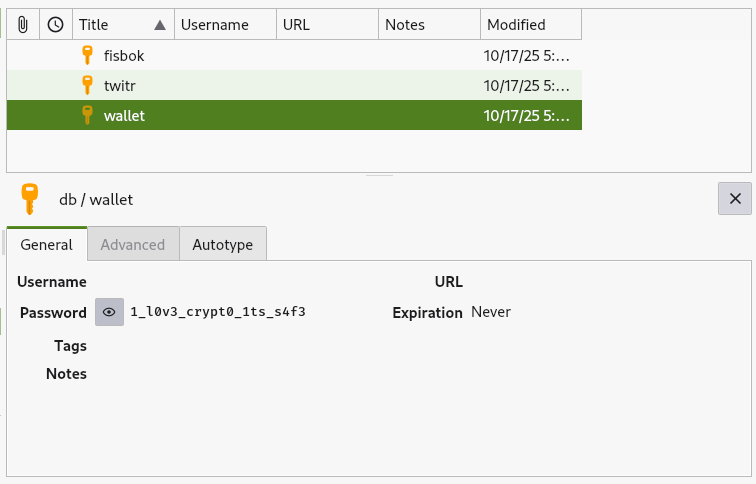 Title Username URL Notes Modified
fisbok 10/17/25 5:…
twitr 10/17/25 5:…
wallet 10/17/25 5:…
db / wallet
General Advanced Autotype
Username URL
Password 1_l0v3_crypt0_1ts_s4f3 Expiration Never
Tags
Notes